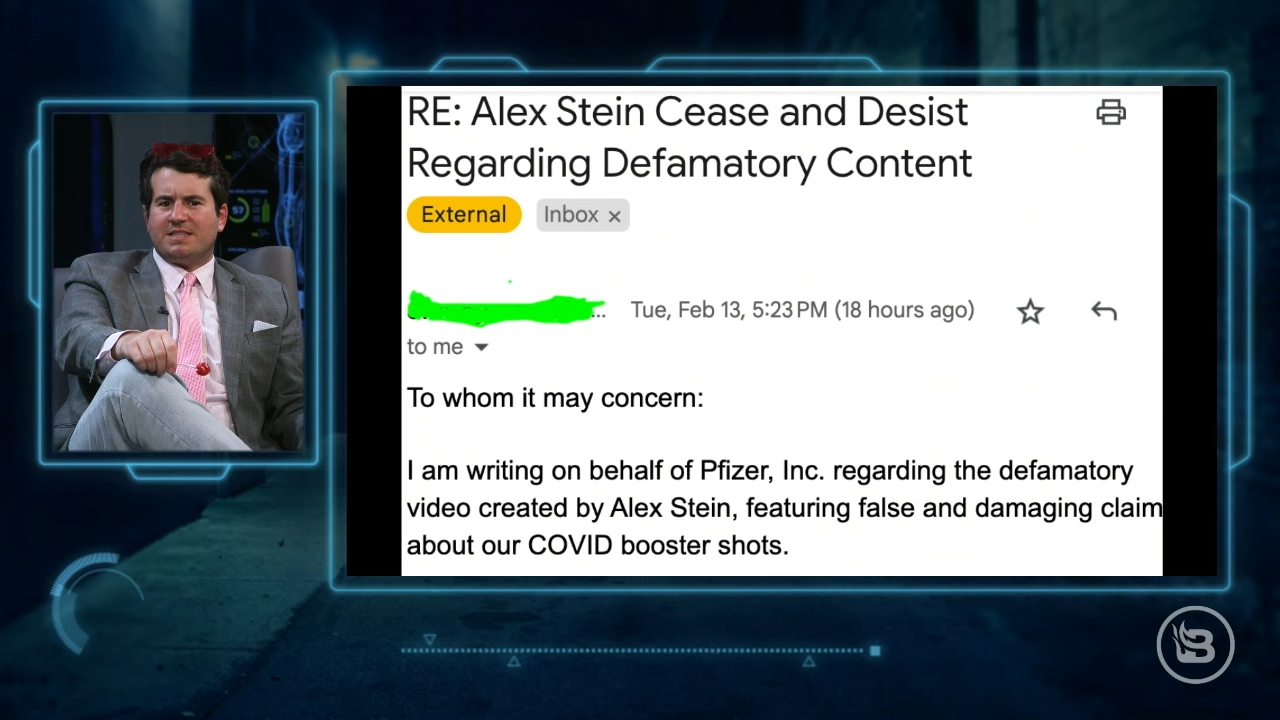 RE: Alex Stein Cease and Desist
Regarding Defamatory Content
External
Inbox ×
... Tue, Feb 13, 5:23 PM (18 hours ago)
to me
To whom it may concern:
I am writing on behalf of Pfizer, Inc. regarding the defamatory
video created by Alex Stein, featuring false and damaging claim
about our COVID booster shots.